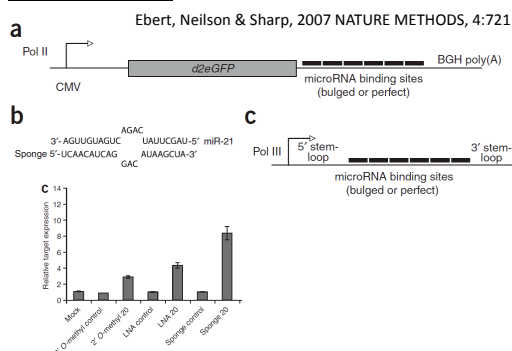 Ebert, Neilson & Sharp, 2007 NATURE METHODS, 4:721
a
Pol II
CMV
d2eGFP
microRNA binding sites
(bulged or perfect)
BGH poly(A)
b
AGAC
3′- AGUUGUAGUC UAUUCGAU-5′ miR-21
Sponge 5′-UCAACAUCAG AUAAGCUA-3′
GAC
c
Pol III
5′ stem-
loop
3′ stem-
loop
microRNA binding sites
(bulged or perfect)
c
Relative target expression
14
12
10
8
6
4
2
0
Mock
O-methyl control
2′ O-methyl 20
LNA control
LNA 20
Sponge control
Sponge 20